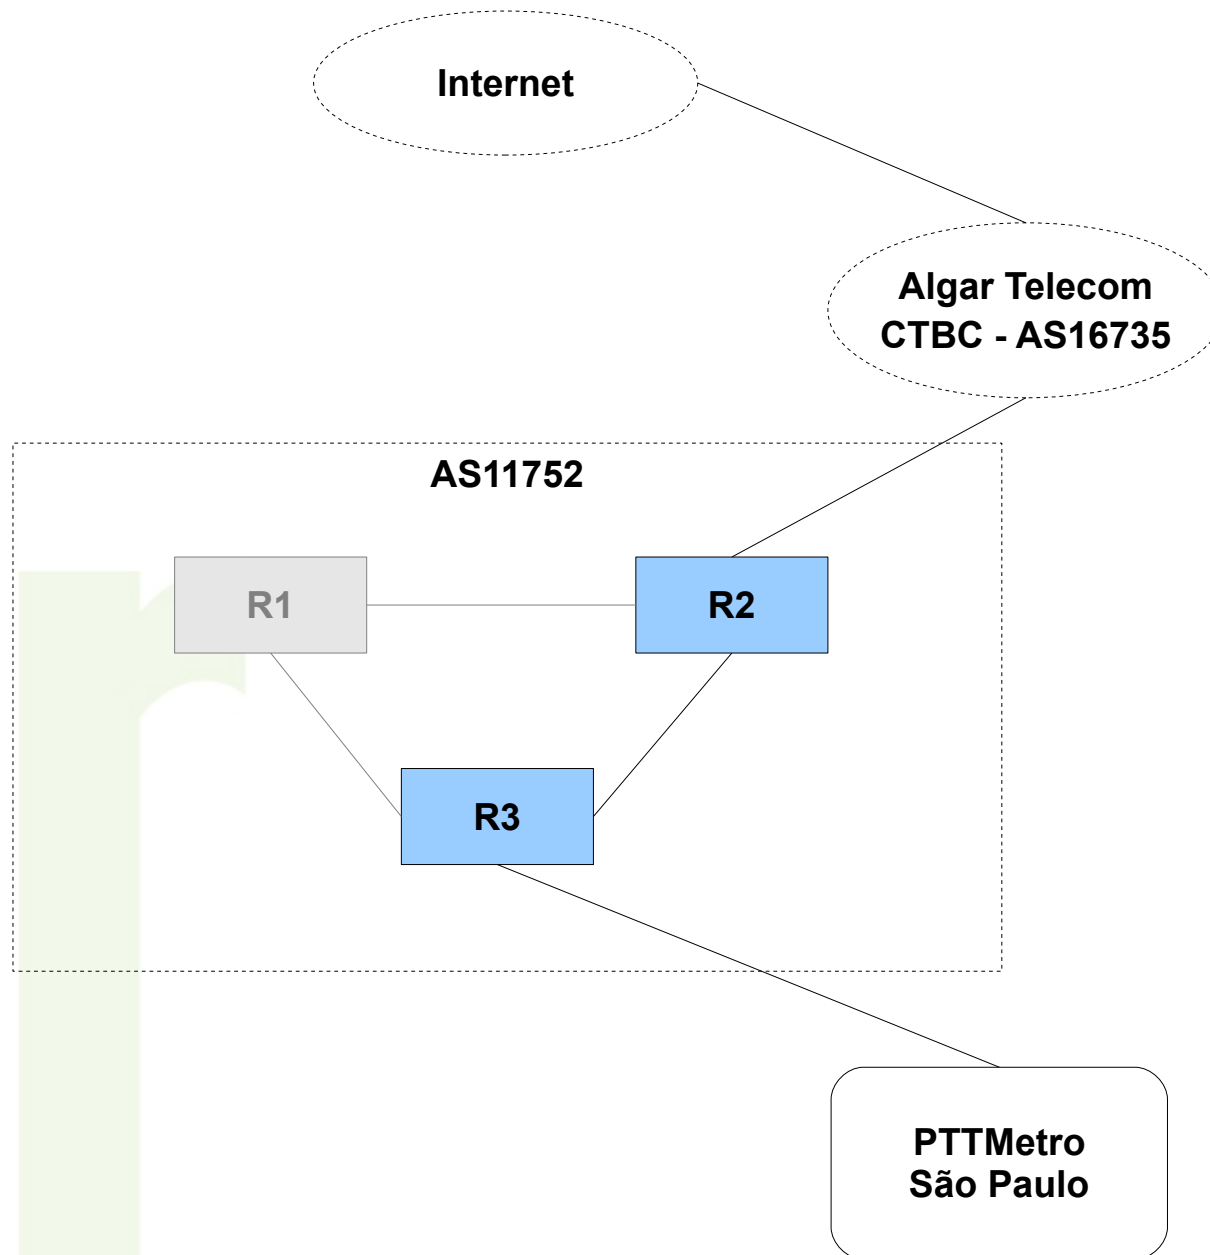 Internet
Algar Telecom
CTBC - AS16735
AS11752
R1
R2
R3
PTTMetro
São Paulo